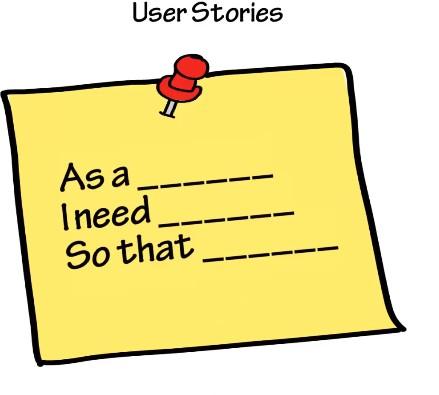 User Stories
As a ______
I need ______
So that ______